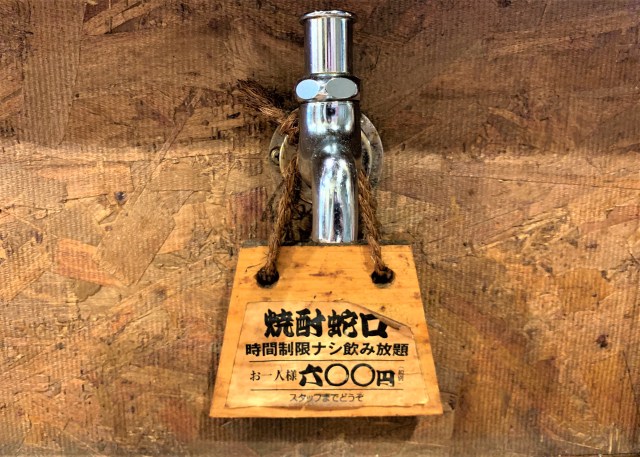 焼酎蛇口
時間制限ナシ飲み放題
お一人様 六〇〇円
スタッフまでどうぞ